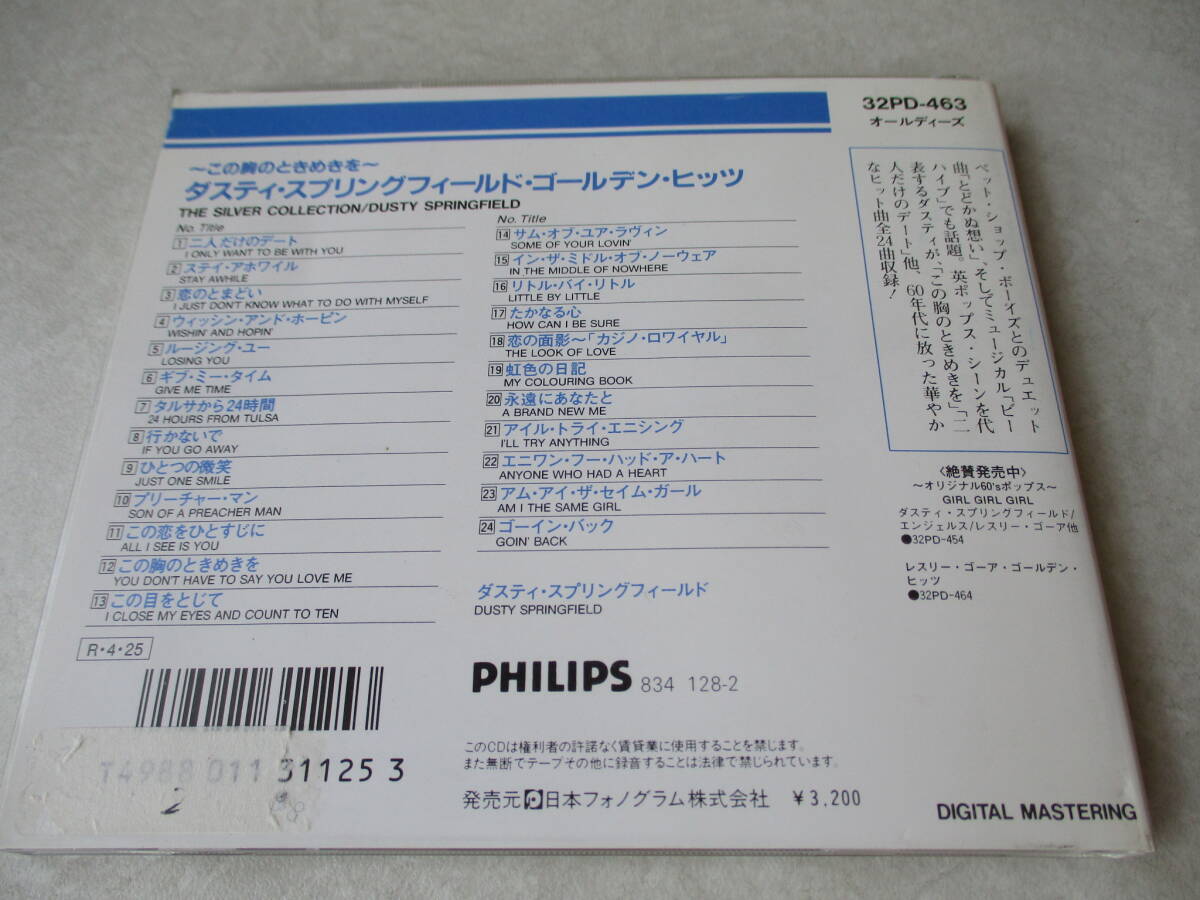 ～この胸のときめきを～
ダスティ・スプリングフィールド・ゴールデン・ヒッツ
THE SILVER COLLECTION/DUSTY SPRINGFIELD
No. Title
1 二人だけのデート
I ONLY WANT TO BE WITH YOU
2 ステイ・アホワイル
STAY AWHILE
3 恋のとまどい
I JUST DON'T KNOW WHAT TO DO WITH MYSELF
4 ウィッシン・アンド・ホーピン
WISHIN' AND HOPIN'
5 ルージング・ユー
LOSING YOU
6 ギブ・ミー・タイム
GIVE ME TIME
7 タルサから24時間
24 HOURS FROM TULSA
8 行かないで
IF YOU GO AWAY
9 ひとつの微笑
JUST ONE SMILE
10 プリーチャー・マン
SON OF A PREACHER MAN
11 この恋をひとすじに
ALL I SEE IS YOU
12 この胸のときめきを
YOU DON'T HAVE TO SAY YOU LOVE ME
13 この目をとじて
I CLOSE MY EYES AND COUNT TO TEN
No. Title
14 サム・オブ・ユア・ラヴィン
SOME OF YOUR LOVIN'
15 イン・ザ・ミドル・オブ・ノーウェア
IN THE MIDDLE OF NOWHERE
16 リトル・バイ・リトル
LITTLE BY LITTLE
17 たかなる心
HOW CAN I BE SURE
18 恋の面影～「カジノ・ロワイヤル」
THE LOOK OF LOVE
19 虹色の日記
MY COLOURING BOOK
20 永遠にあなたと
A BRAND NEW ME
21 アイル・トライ・エニシング
I'LL TRY ANYTHING
22 エニワン・フー・ハッド・ア・ハート
ANYONE WHO HAD A HEART
23 アム・アイ・ザ・セイム・ガール
AM I THE SAME GIRL
24 ゴーイン・バック
GOIN' BACK
ダスティ・スプリングフィールド
DUSTY SPRINGFIELD
R・4・25
T4988 011 31125 3
2
PHILIPS 834 128-2
このCDは権利者の許諾なく賃貸業に使用することを禁じます。
また無断でテープその他に録音することは法律で禁じられています。
発売元 日本フォノグラム株式会社 ¥3,200
32PD-463
オールディーズ
ペット・ショップ・ボーイズとのデュエット
曲「とどかぬ想い」、そしてミュージカル「ビー
ハイブ」でも話題。英ポップス・シーンを代
表するダスティが、「この胸のときめきを」「二
人だけのデート」他、60年代に放った華やか
なヒット曲全24曲収録！
〈絶賛発売中〉
～オリジナル60'sポップス～
GIRL GIRL GIRL
ダスティ・スプリングフィールド/
エンジェルス/レスリー・ゴーア他
●32PD-454
レスリー・ゴーア・ゴールデン・
ヒッツ
●32PD-464
DIGITAL MASTERING